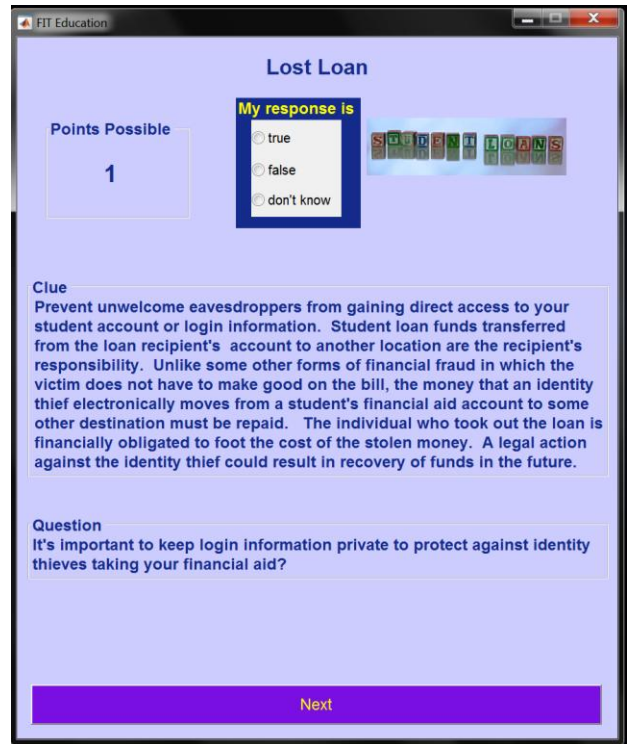 FIT Education
Lost Loan
Points Possible
1
My response is
true
false
don't know
STUDENT LOANS
Clue
Prevent unwelcome eavesdroppers from gaining direct access to your
student account or login information.  Student loan funds transferred
from the loan recipient's  account to another location are the recipient's
responsibility.  Unlike some other forms of financial fraud in which the
victim does not have to make good on the bill, the money that an identity
thief electronically moves from a student's financial aid account to some
other destination must be repaid.   The individual who took out the loan is
financially obligated to foot the cost of the stolen money.  A legal action
against the identity thief could result in recovery of funds in the future.
Question
It's important to keep login information private to protect against identity
thieves taking your financial aid?
Next